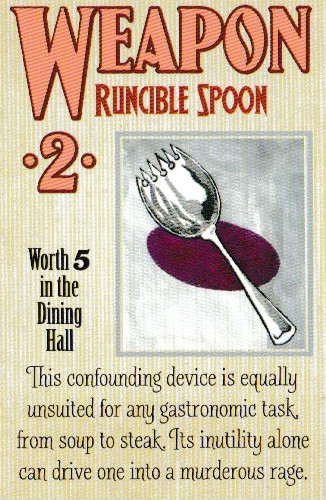 WEAPON
RUNCIBLE SPOON
·2·
Worth 5
in the
Dining
Hall
This confounding device is equally
unsuited for any gastronomic task,
from soup to steak. Its inutility alone
can drive one into a murderous rage.